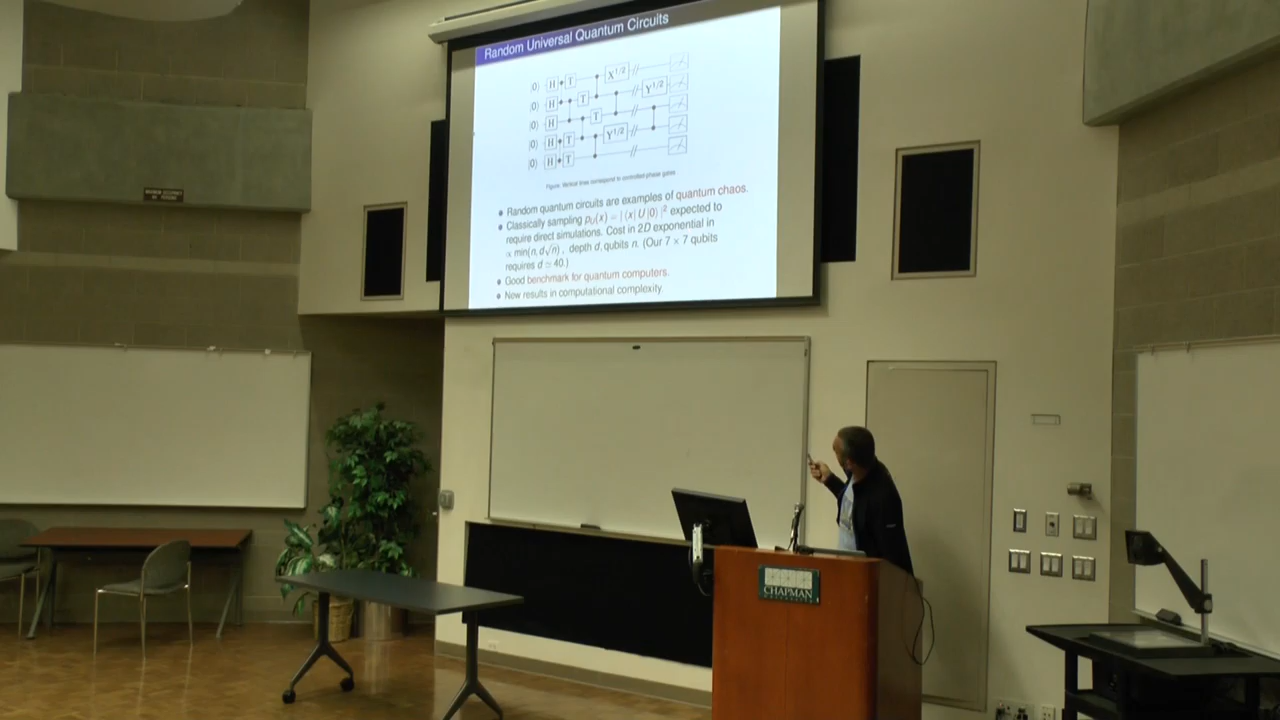 Random Universal Quantum Circuits
|0⟩ H T X^1/2
|0⟩ H T Y^1/2
|0⟩ H T
|0⟩ H T Y^1/2
|0⟩ H T
Figure: Vertical lines correspond to controlled-phase gates
Random quantum circuits are examples of quantum chaos.
Classically sampling p_U(x) = |⟨x| U |0⟩|^2 expected to
require direct simulations. Cost in 2D exponential in
∝ min(n, d√n), depth d, qubits n. (Our 7 × 7 qubits
requires d ≃ 40.)
Good benchmark for quantum computers.
New results in computational complexity.
CHAPMAN
UNIVERSITY